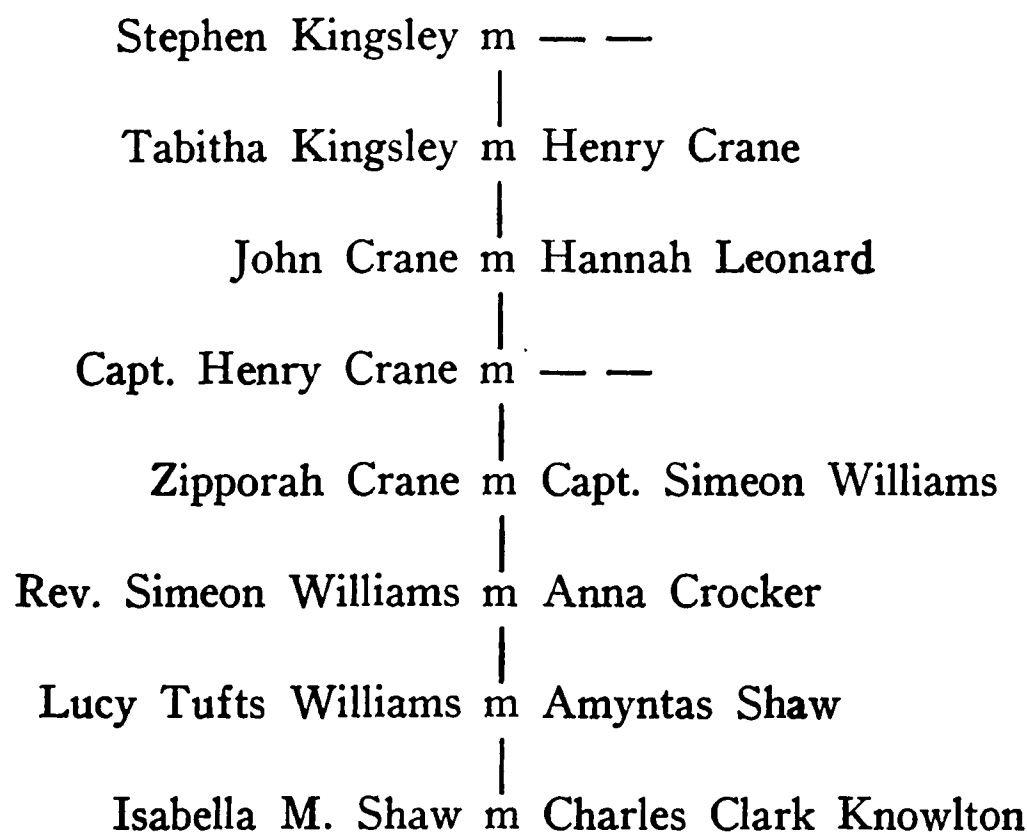 Stephen Kingsley m — —
Tabitha Kingsley m Henry Crane
John Crane m Hannah Leonard
Capt. Henry Crane m — —
Zipporah Crane m Capt. Simeon Williams
Rev. Simeon Williams m Anna Crocker
Lucy Tufts Williams m Amyntas Shaw
Isabella M. Shaw m Charles Clark Knowlton